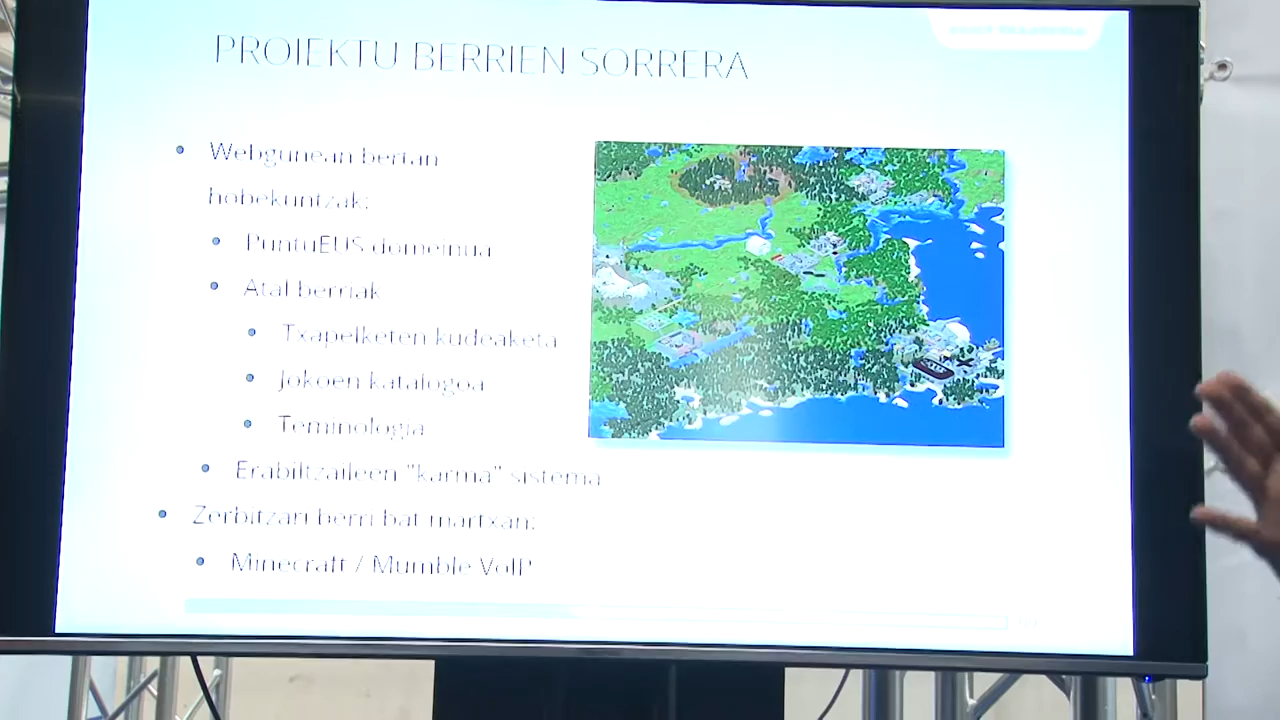 PROIEKTU BERRIEN SORRERA
Webgunean bertan
hobekuntzak:
PuntuEUS domeinua
Atal berriak
Txapelketen kudeaketa
Jokoen katalogoa
Teminologia
Erabiltzaileen "karma" sistema
Zerbitzari berri bat martxan:
Minecraft / Mumble VoIP